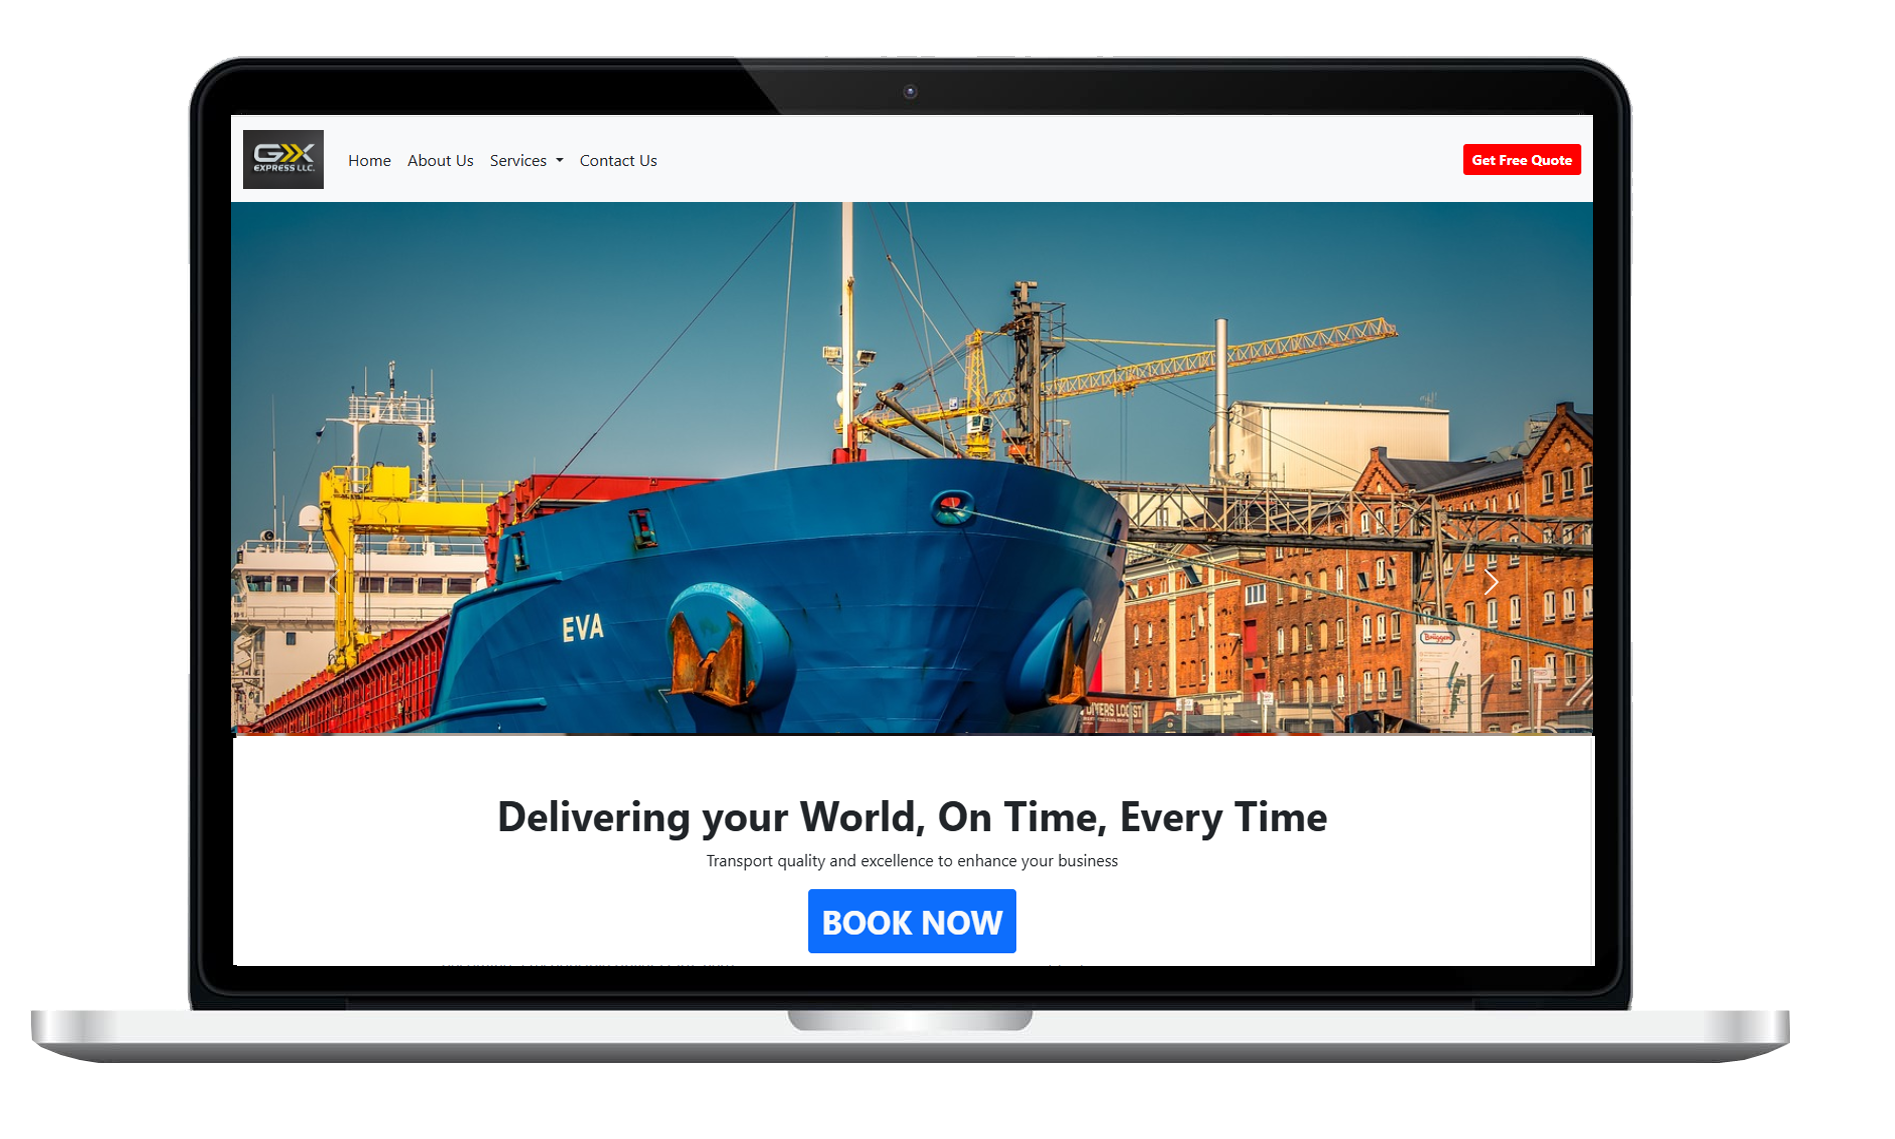 GX
EXPRESS LLC.
Home About Us Services Contact Us
Get Free Quote
EVA
Brüggen
Delivering your World, On Time, Every Time
Transport quality and excellence to enhance your business
BOOK NOW